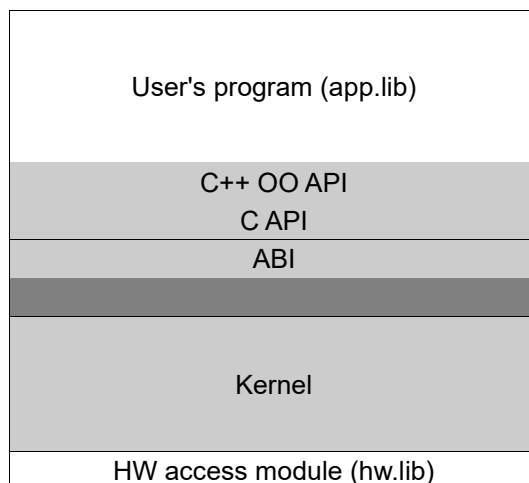 User's program (app.lib)
C++ OO API
C API
ABI
Kernel
HW access module (hw.lib)